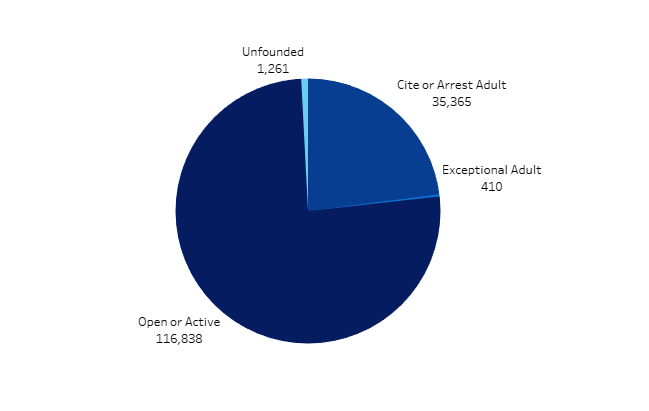 Unfounded
1,261
Cite or Arrest Adult
35,365
Exceptional Adult
410
Open or Active
116,838